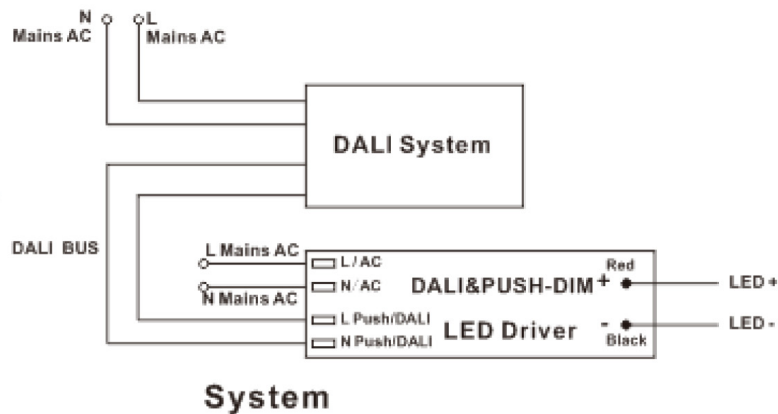 N
Mains AC
L
Mains AC
DALI System
DALI BUS
L Mains AC
N Mains AC
L/AC
N/AC
L Push/DALI
N Push/DALI
DALI&PUSH-DIM
LED Driver
+
Red
-
Black
LED+
LED-
System